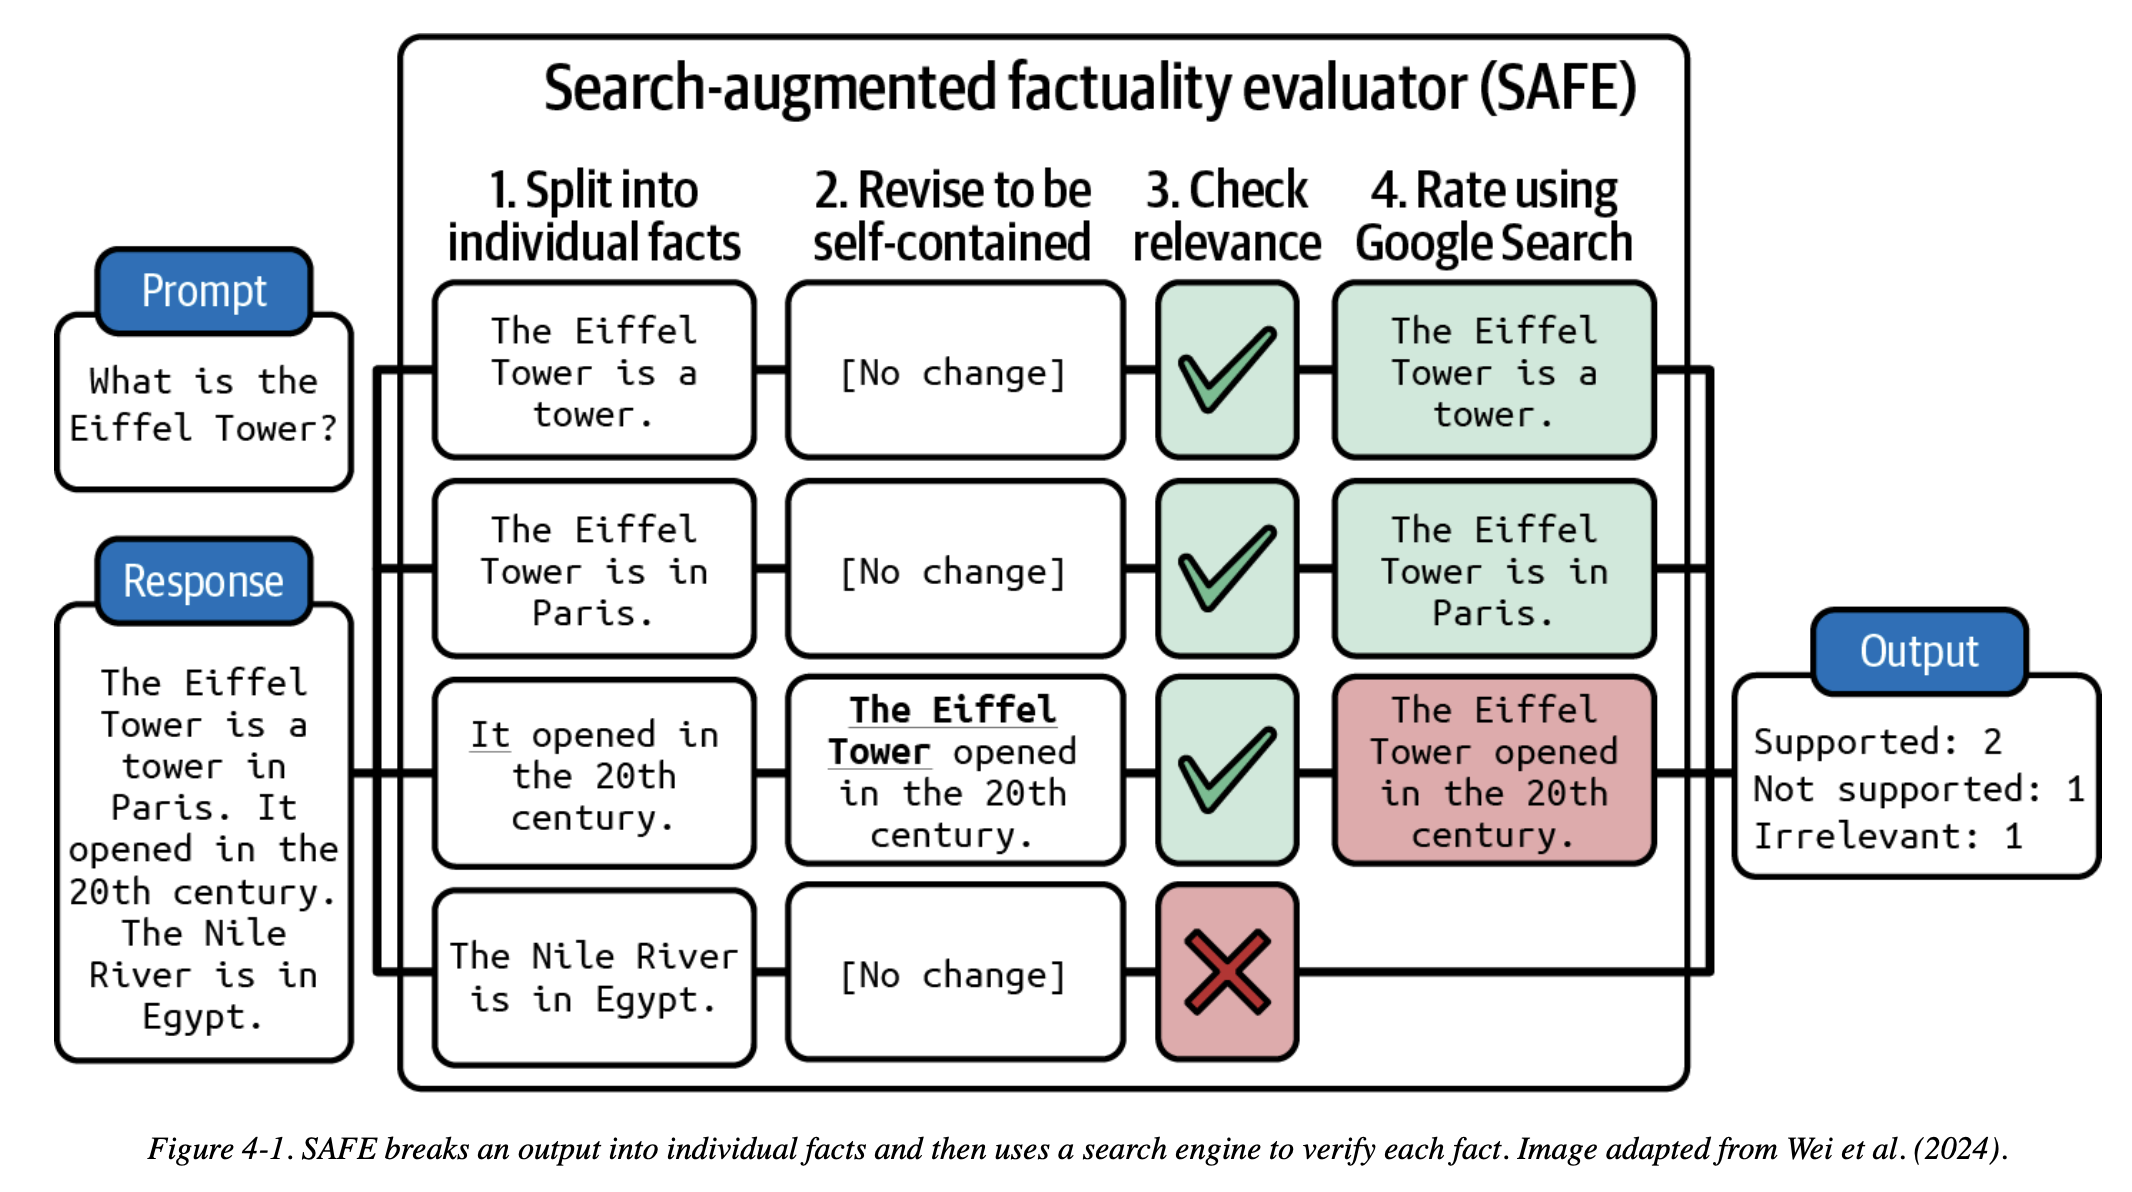 Search-augmented factuality evaluator (SAFE)
1. Split into
individual facts
2. Revise to be
self-contained
3. Check
relevance
4. Rate using
Google Search
Prompt
What is the
Eiffel Tower?
Response
The Eiffel
Tower is a
tower in
Paris. It
opened in the
20th century.
The Nile
River is in
Egypt.
The Eiffel
Tower is a
tower.
[No change]
The Eiffel
Tower is a
tower.
The Eiffel
Tower is in
Paris.
[No change]
The Eiffel
Tower is in
Paris.
It opened in
the 20th
century.
The Eiffel
Tower opened
in the 20th
century.
The Eiffel
Tower opened
in the 20th
century.
The Nile River
is in Egypt.
[No change]
Output
Supported: 2
Not supported: 1
Irrelevant: 1
Figure 4-1. SAFE breaks an output into individual facts and then uses a search engine to verify each fact. Image adapted from Wei et al. (2024).